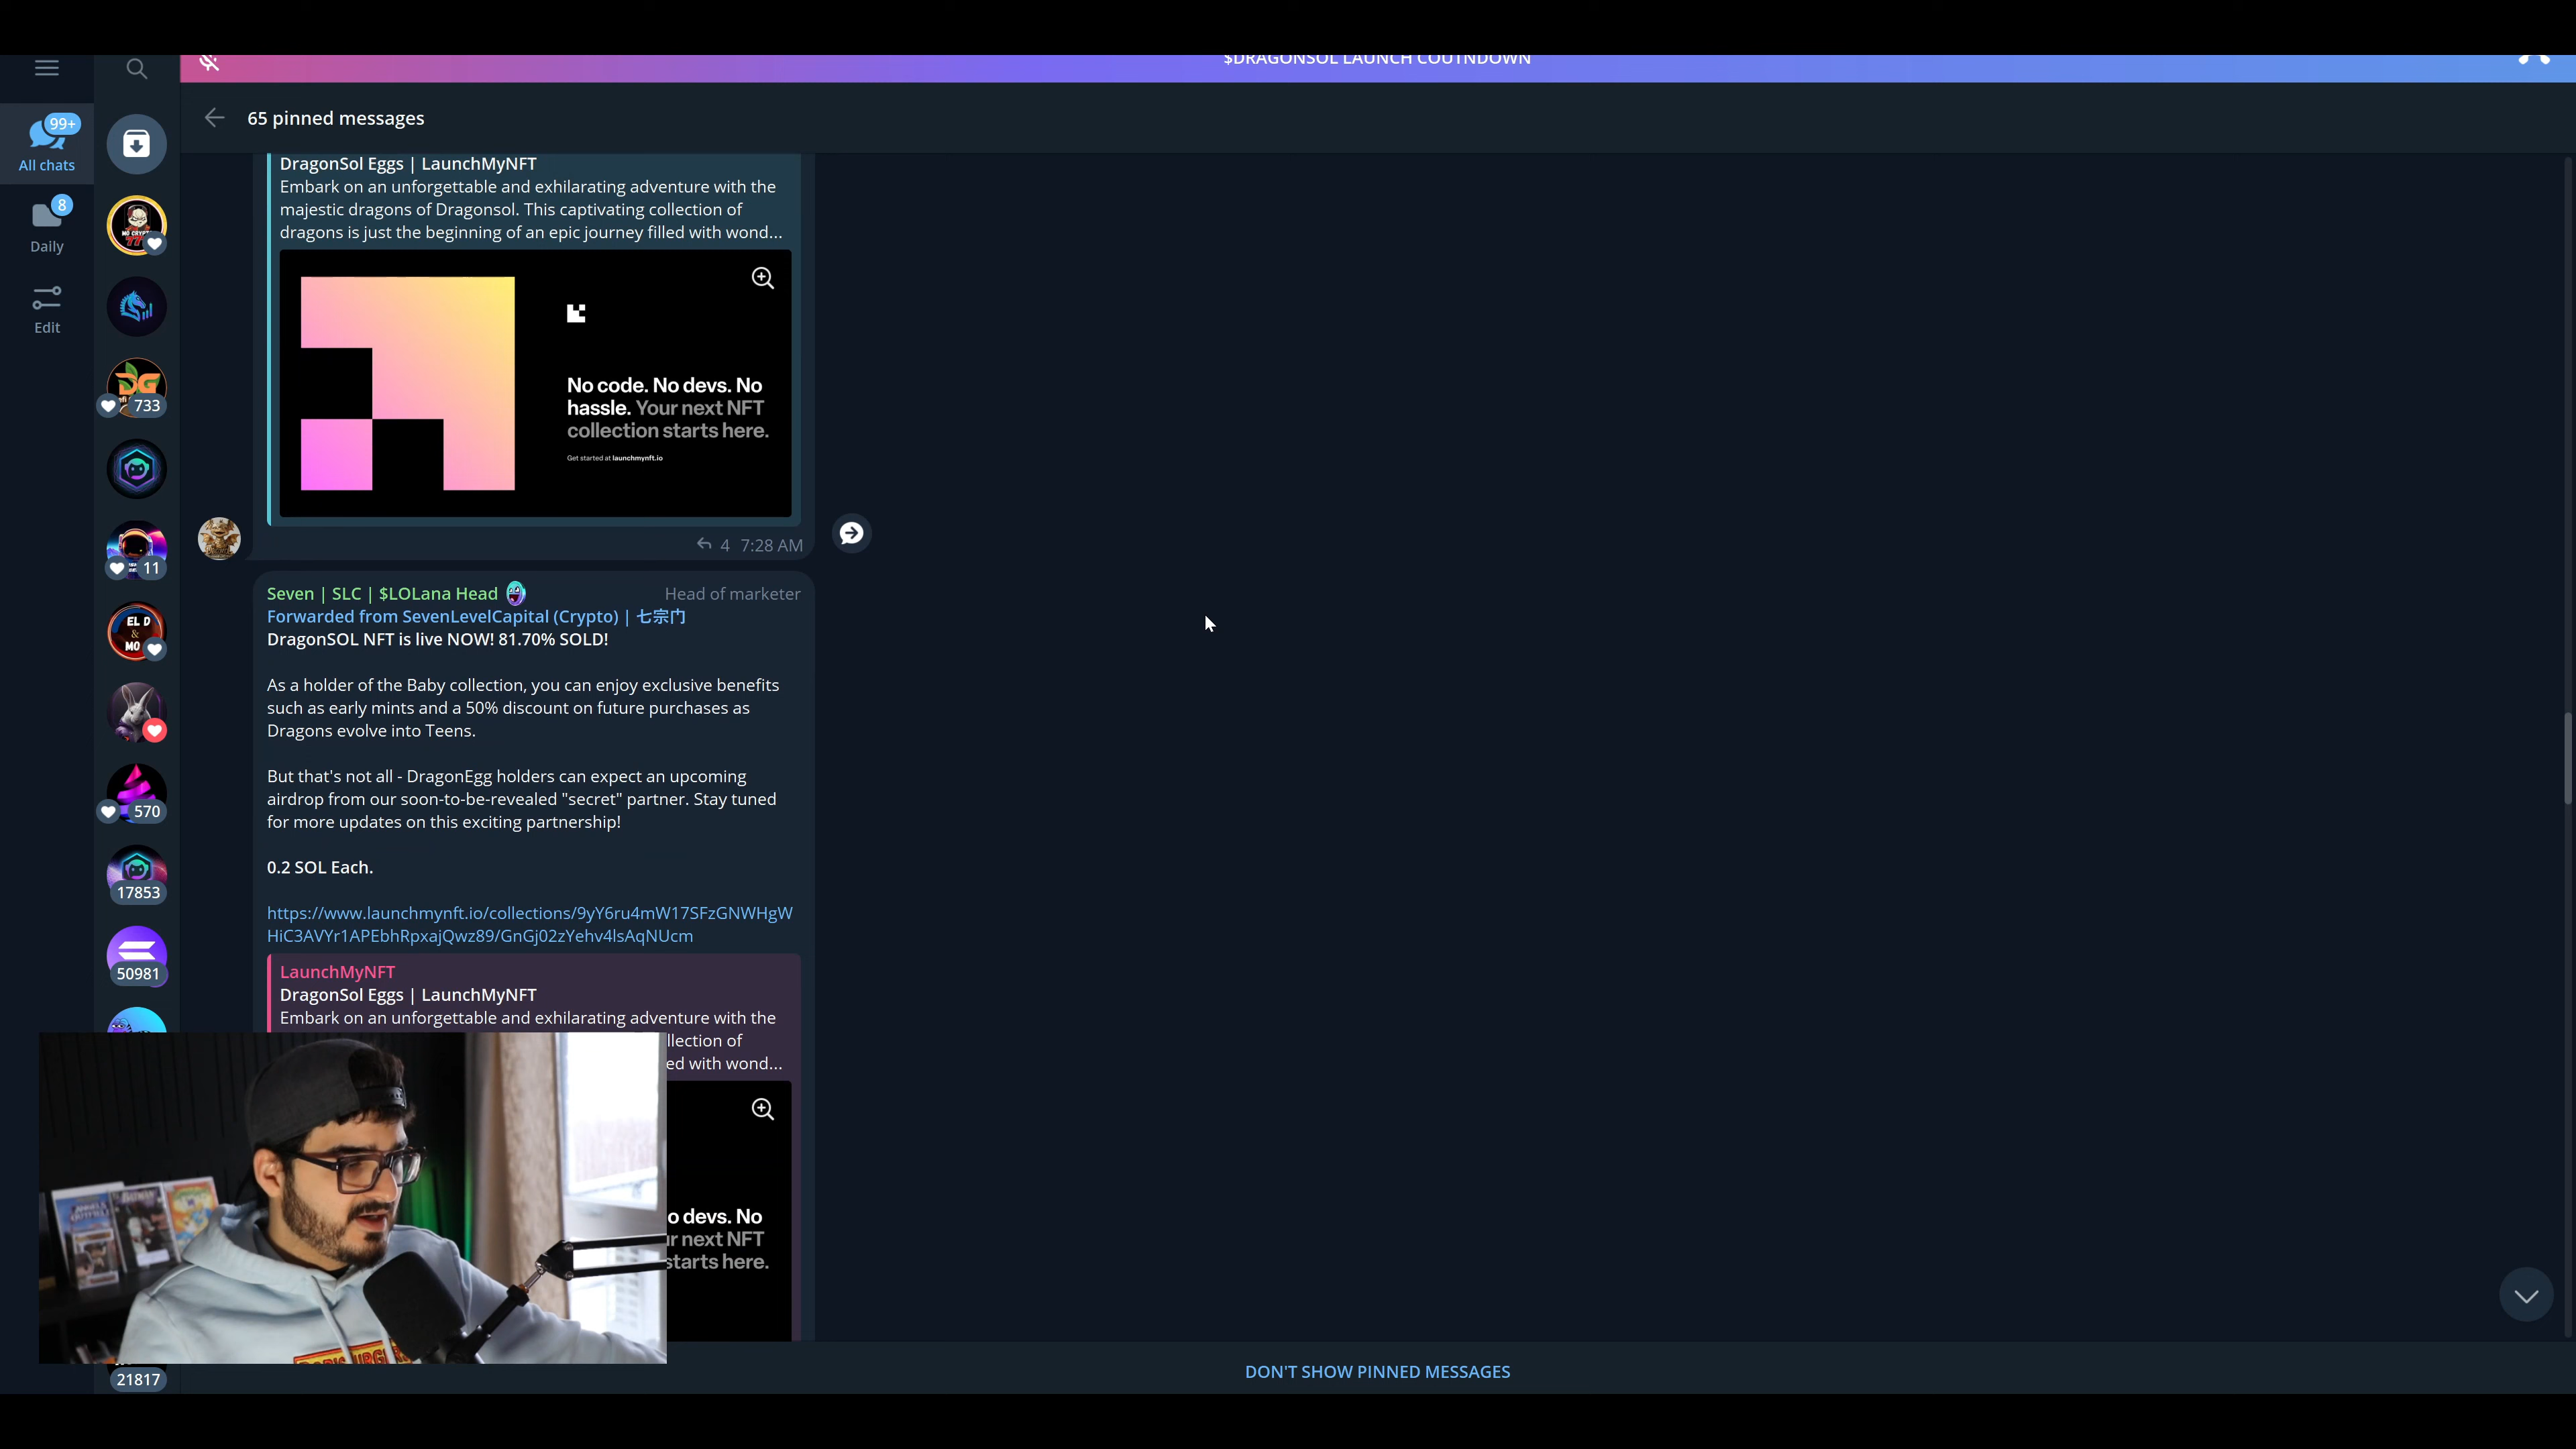 $DRAGONSOL LAUNCH COUTNDOWN
65 pinned messages
99+
All chats
8
Daily
Edit
733
11
EL D
&
MO
570
17853
50981
21817
DragonSol Eggs | LaunchMyNFT
Embark on an unforgettable and exhilarating adventure with the
majestic dragons of Dragonsol. This captivating collection of
dragons is just the beginning of an epic journey filled with wond...
No code. No devs. No
hassle. Your next NFT
collection starts here.
Get started at launchmynft.io
4 7:28 AM
Seven | SLC | $LOLana Head
Head of marketer
Forwarded from SevenLevelCapital (Crypto) | 七宗门
DragonSOL NFT is live NOW! 81.70% SOLD!
As a holder of the Baby collection, you can enjoy exclusive benefits
such as early mints and a 50% discount on future purchases as
Dragons evolve into Teens.
But that's not all - DragonEgg holders can expect an upcoming
airdrop from our soon-to-be-revealed "secret" partner. Stay tuned
for more updates on this exciting partnership!
0.2 SOL Each.
https://www.launchmynft.io/collections/9yY6ru4mW17SFzGNWHgW
HiC3AVYr1APEbhRpxajQwz89/GnGj02zYehv4lsAqNUcm
LaunchMyNFT
DragonSol Eggs | LaunchMyNFT
Embark on an unforgettable and exhilarating adventure with the
llection of
ed with wond...
o devs. No
ur next NFT
starts here.
DON'T SHOW PINNED MESSAGES